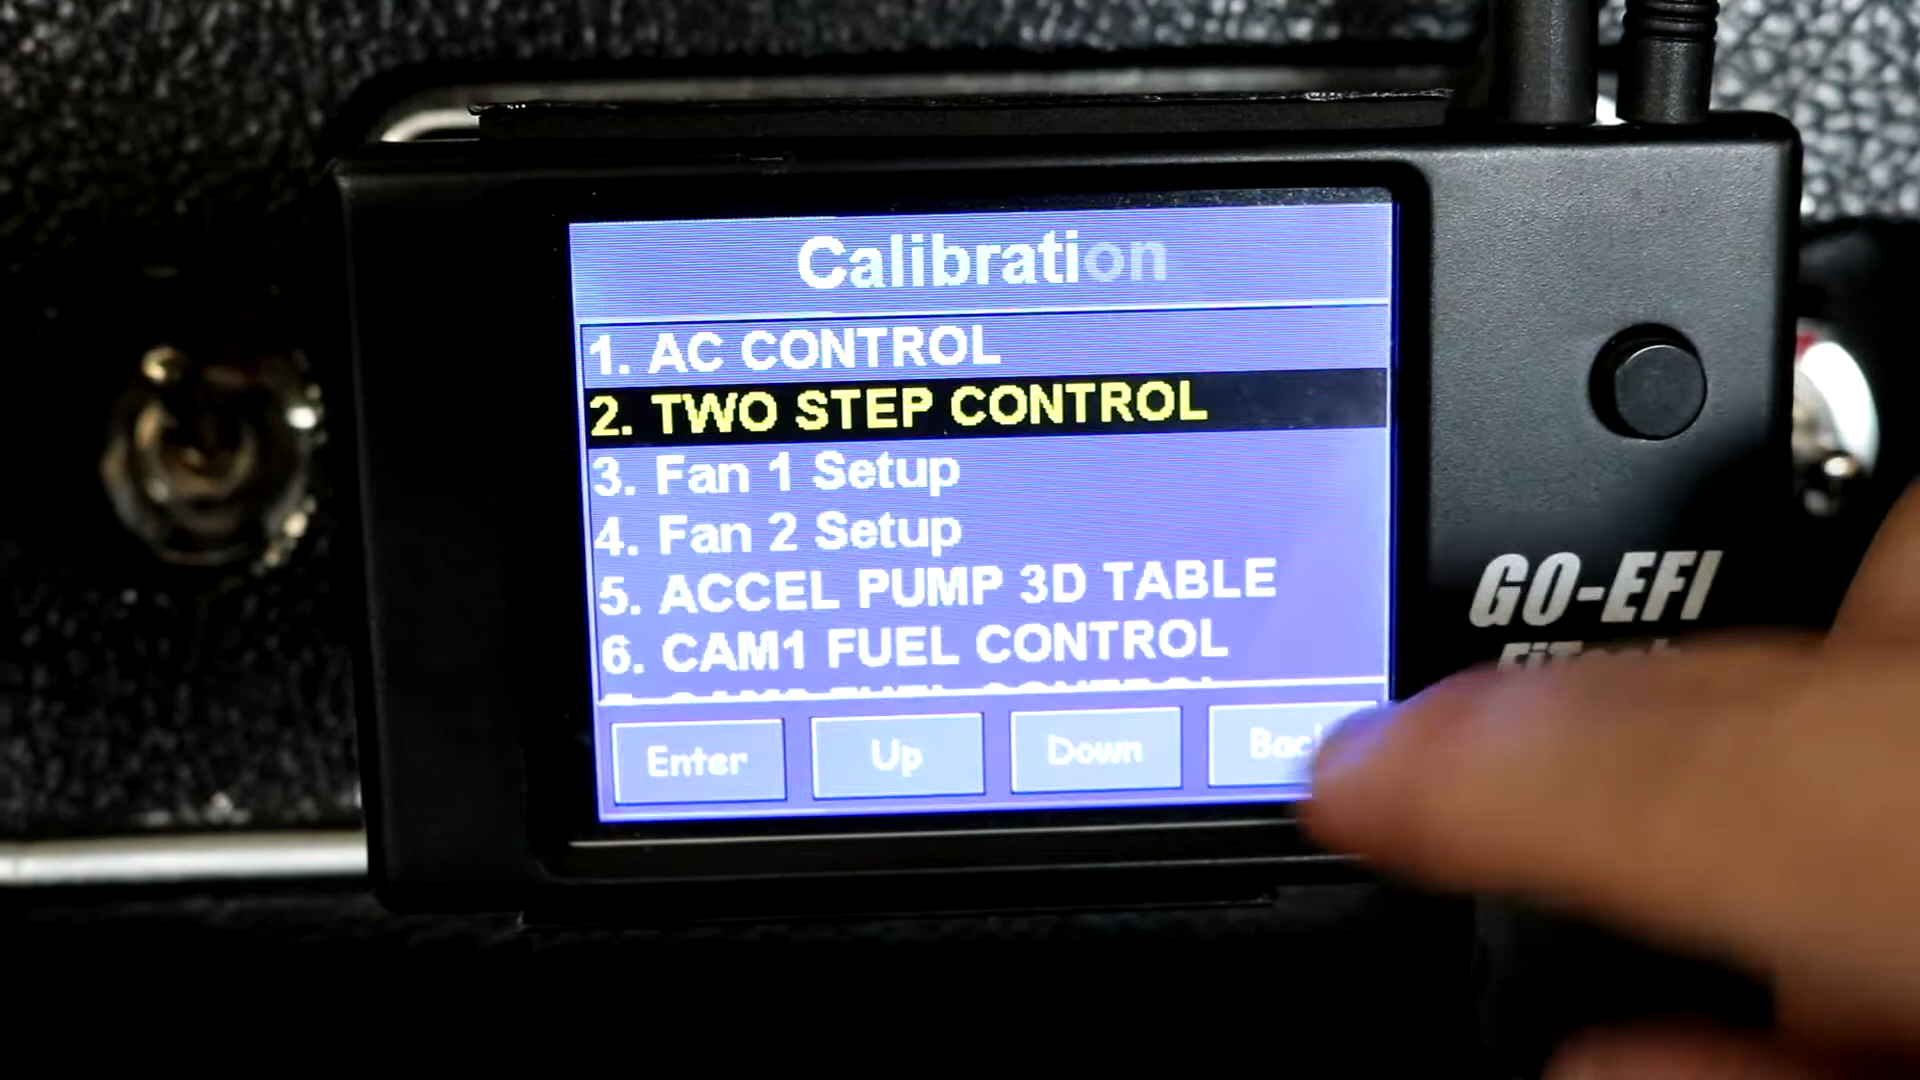 Calibration
1. AC CONTROL
2. TWO STEP CONTROL
3. Fan 1 Setup
4. Fan 2 Setup
5. ACCEL PUMP 3D TABLE
6. CAM1 FUEL CONTROL
Enter Up Down Back
GO-EFI